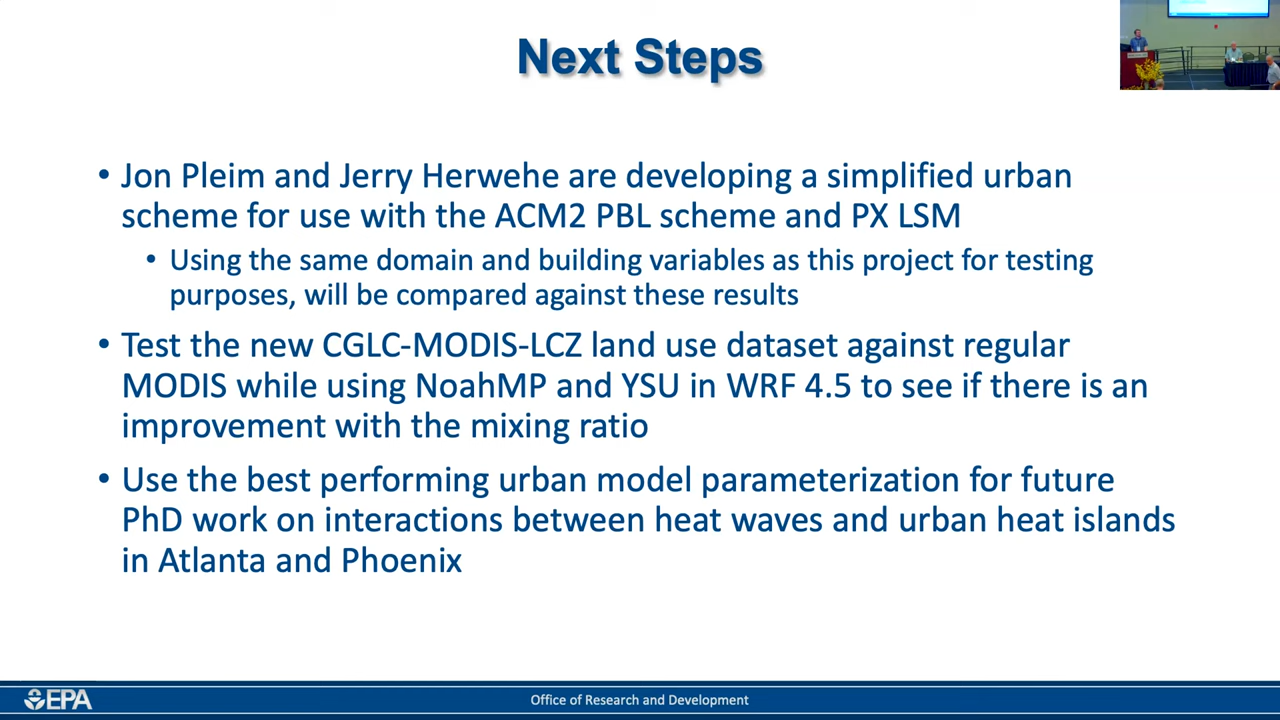 Next Steps
• Jon Pleim and Jerry Herwehe are developing a simplified urban
scheme for use with the ACM2 PBL scheme and PX LSM
• Using the same domain and building variables as this project for testing
purposes, will be compared against these results
• Test the new CGLC-MODIS-LCZ land use dataset against regular
MODIS while using NoahMP and YSU in WRF 4.5 to see if there is an
improvement with the mixing ratio
• Use the best performing urban model parameterization for future
PhD work on interactions between heat waves and urban heat islands
in Atlanta and Phoenix
EPA
Office of Research and Development